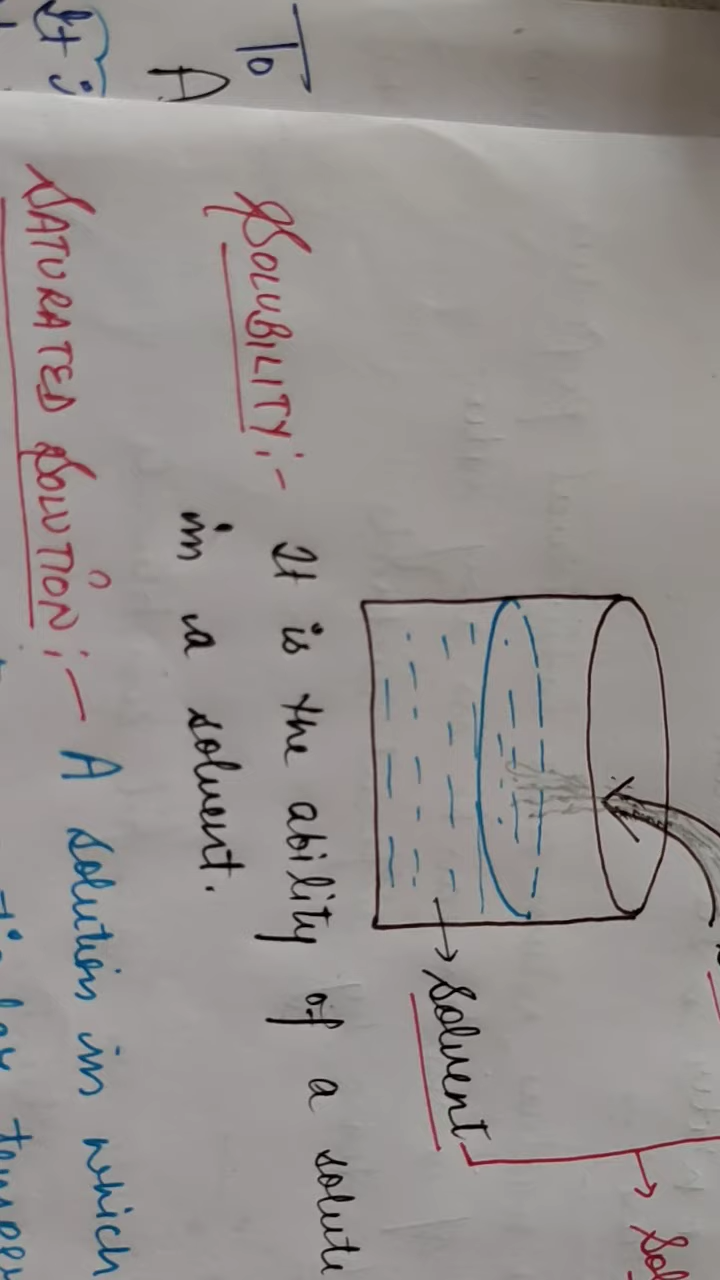 Solvent
SOLUBILITY :- It is the ability of a solute
in a solvent.
SATURATED SOLUTION :- A solution in which
To
A
It